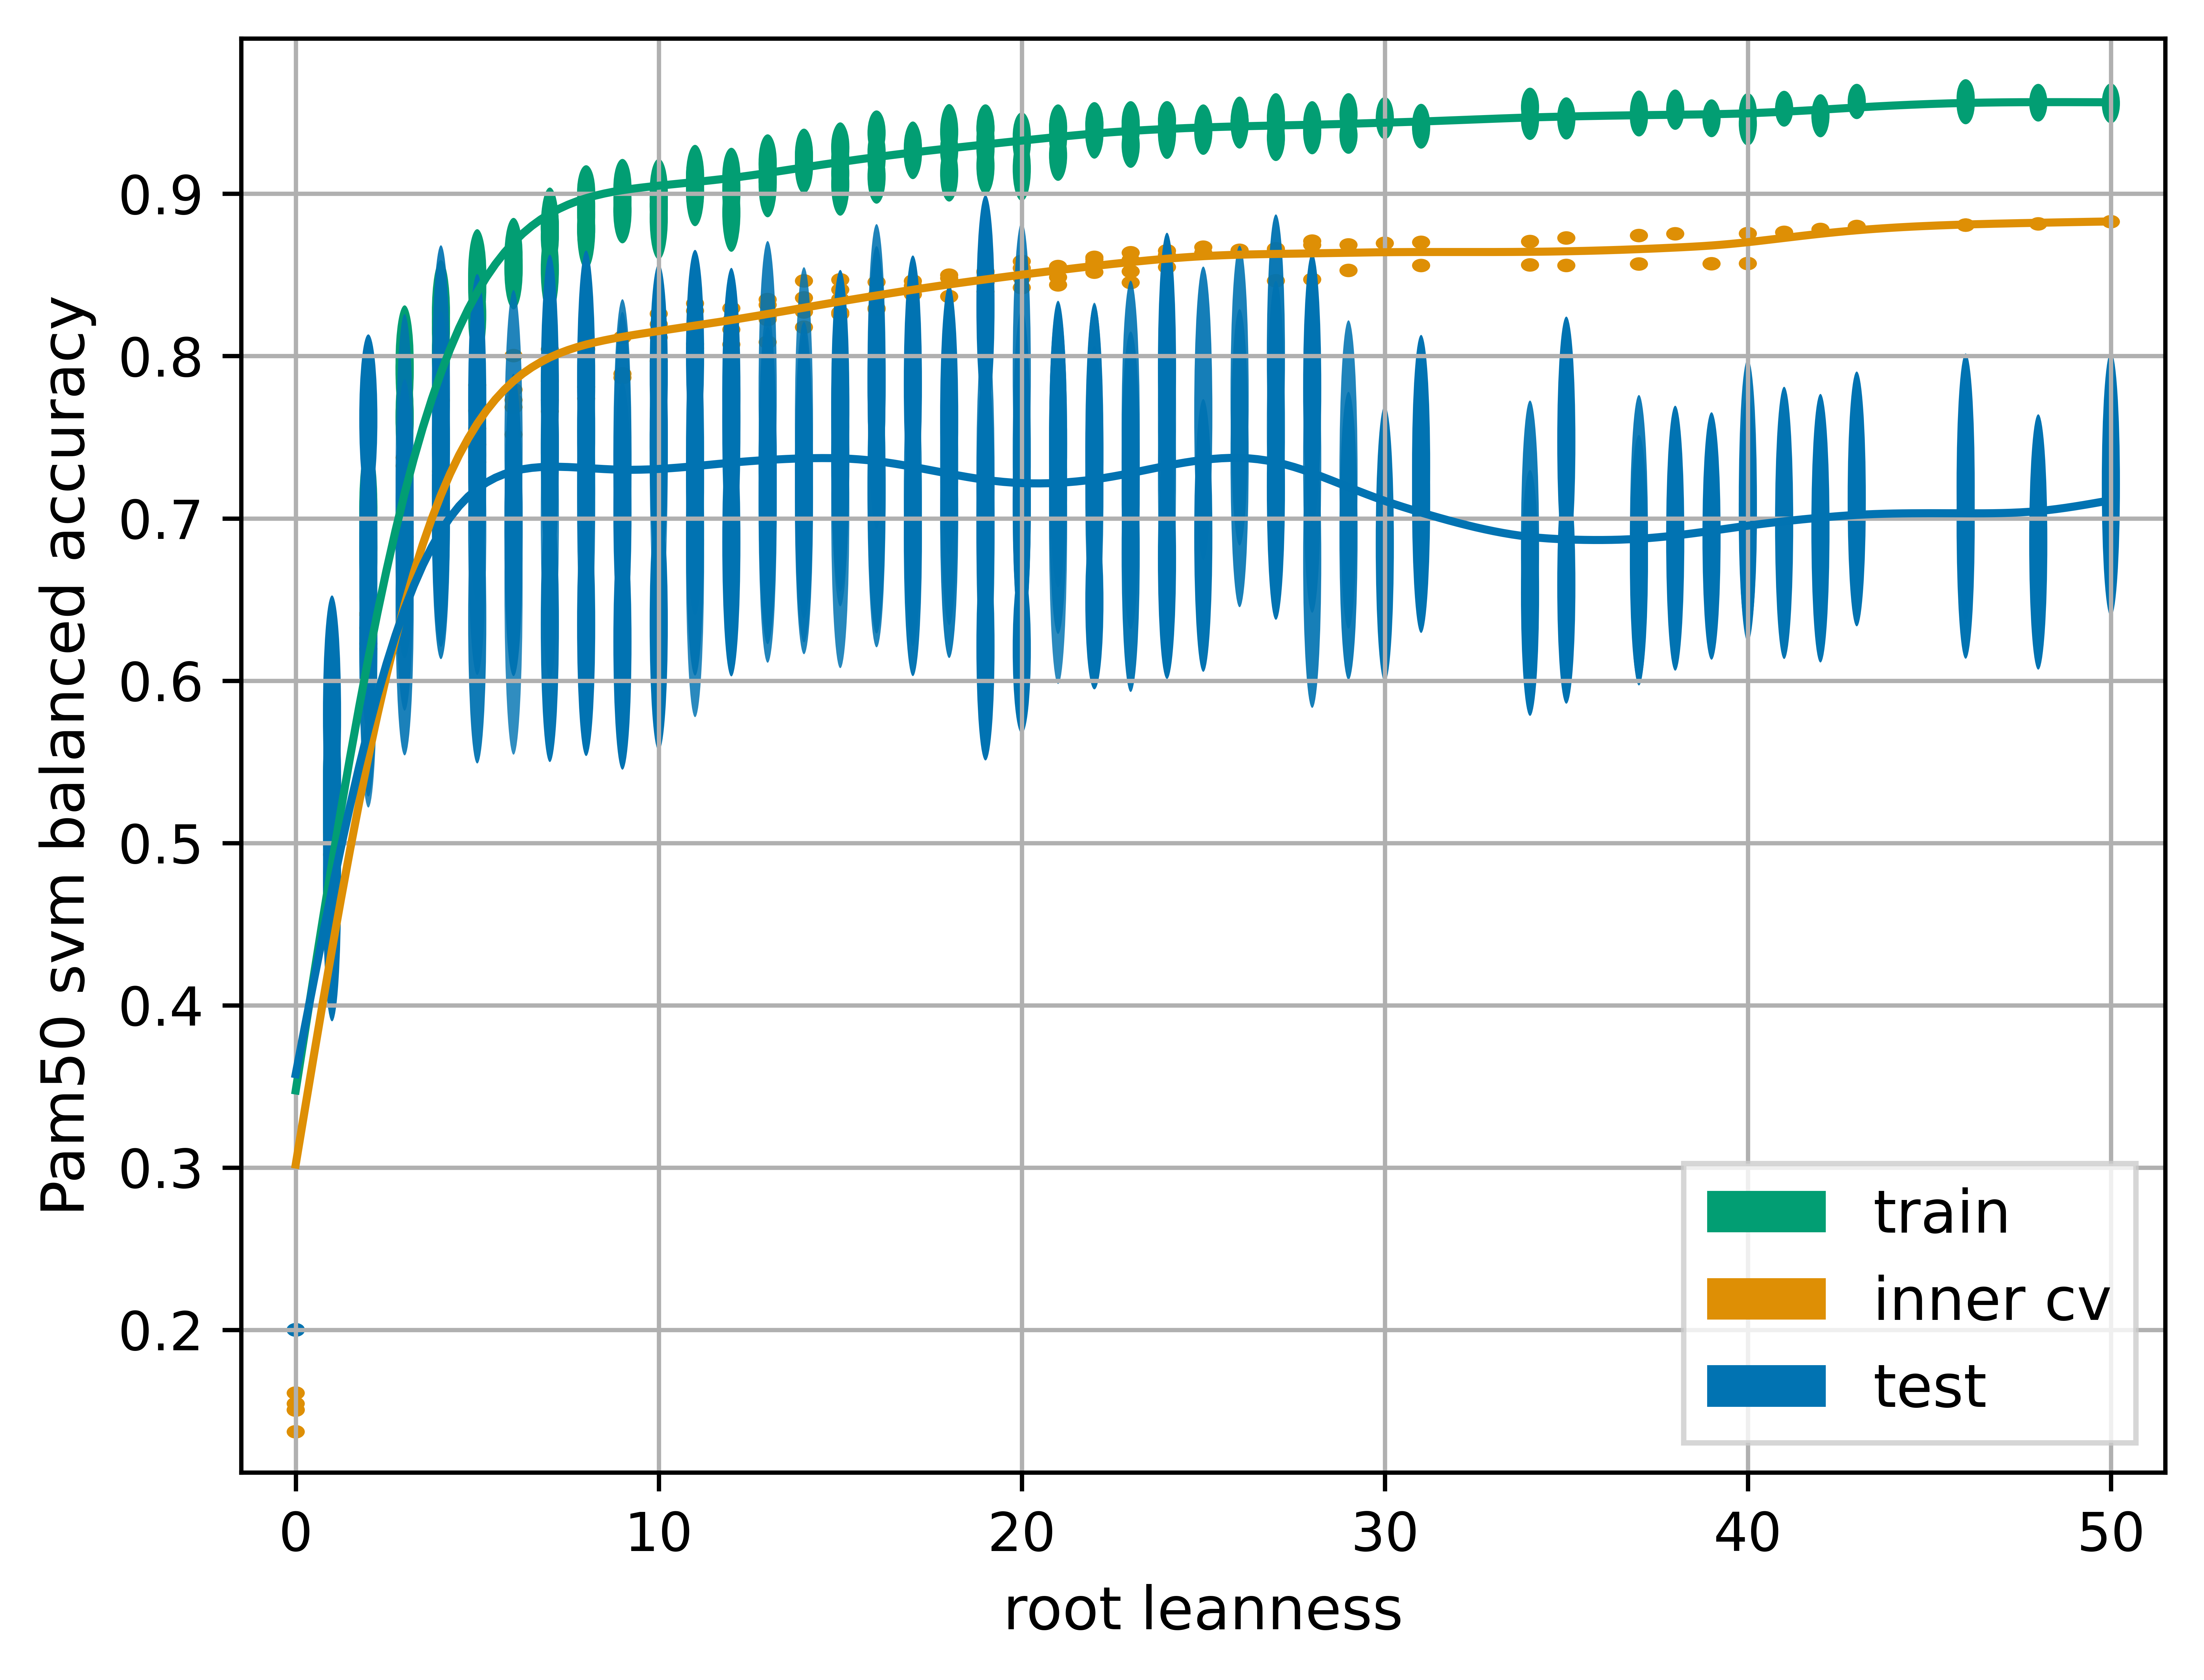 Pam50 svm balanced accuracy
0.9
0.8
0.7
0.6
0.5
0.4
0.3
0.2
train
inner cv
test
0 10 20 30 40 50
root leanness